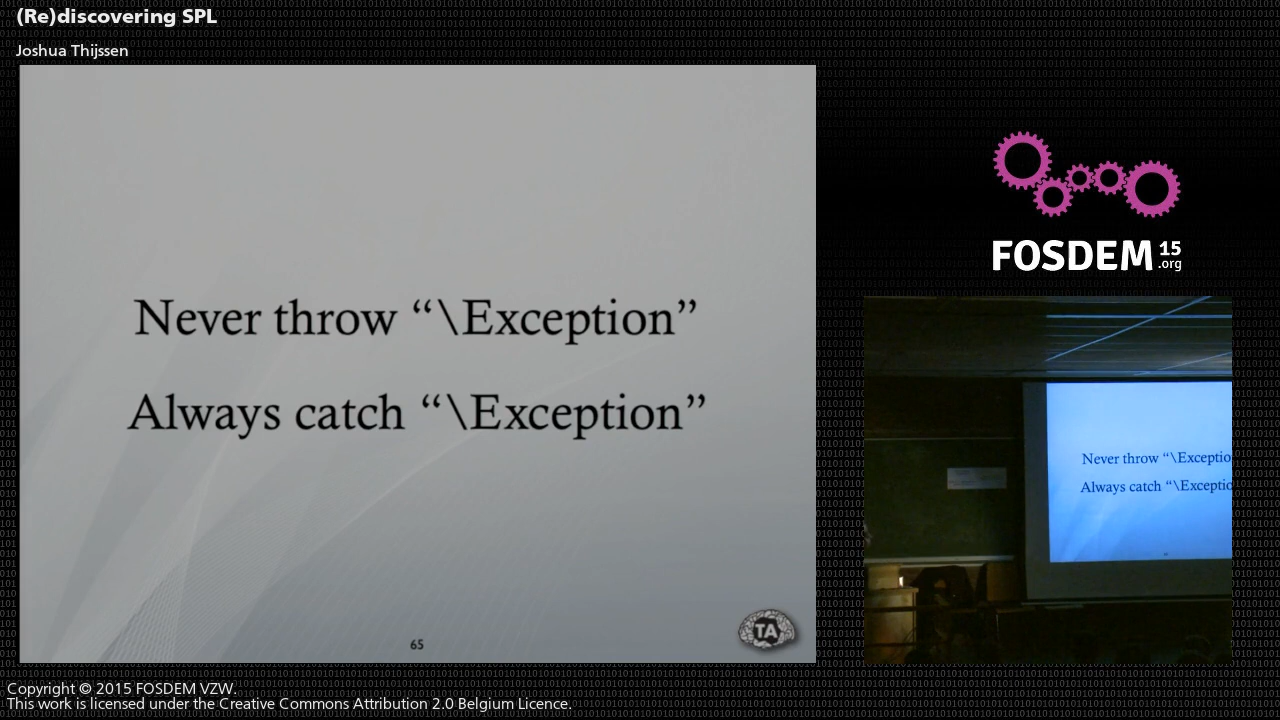 (Re)discovering SPL
Joshua Thijssen
Never throw “\Exception”
Always catch “\Exception”
65
TA
FOSDEM 15
.org
Never throw “\Exceptio
Always catch “\Exceptio
Copyright © 2015 FOSDEM VZW.
This work is licensed under the Creative Commons Attribution 2.0 Belgium Licence.